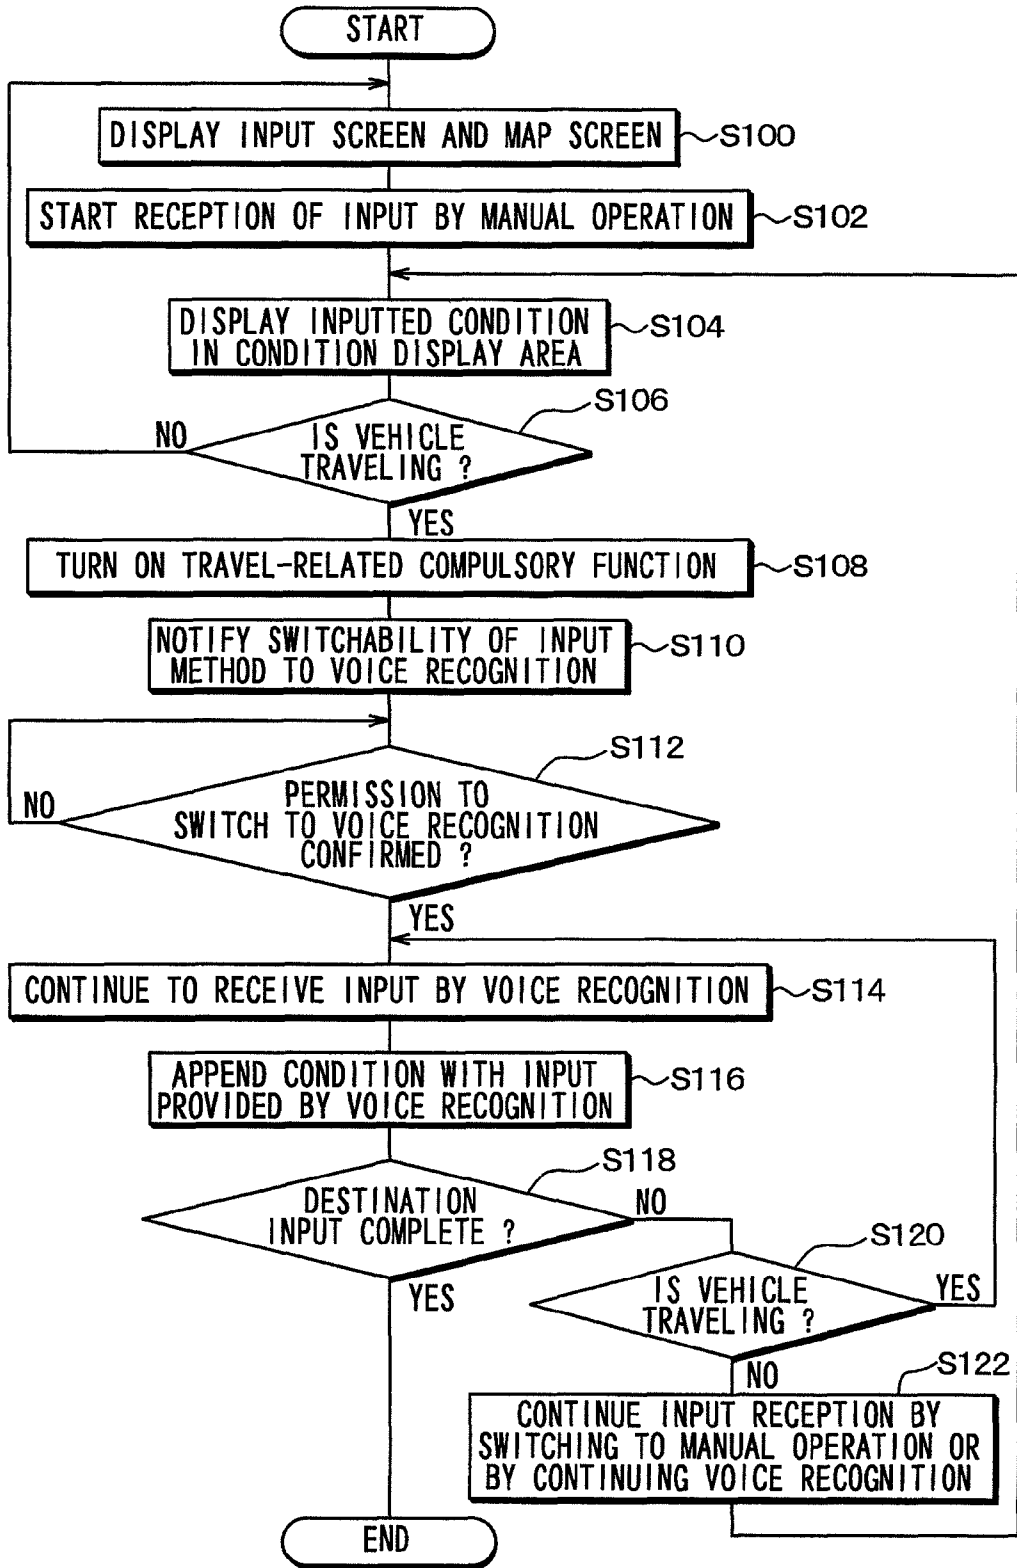 START
DISPLAY INPUT SCREEN AND MAP SCREEN
S100
START RECEPTION OF INPUT BY MANUAL OPERATION
S102
DISPLAY INPUTTED CONDITION
IN CONDITION DISPLAY AREA
S104
S106
NO
IS VEHICLE
TRAVELING ?
YES
TURN ON TRAVEL-RELATED COMPULSORY FUNCTION
S108
NOTIFY SWITCHABILITY OF INPUT
METHOD TO VOICE RECOGNITION
S110
S112
NO
PERMISSION TO
SWITCH TO VOICE RECOGNITION
CONFIRMED ?
YES
CONTINUE TO RECEIVE INPUT BY VOICE RECOGNITION
S114
APPEND CONDITION WITH INPUT
PROVIDED BY VOICE RECOGNITION
S116
S118
DESTINATION
INPUT COMPLETE ?
NO
YES
S120
IS VEHICLE
TRAVELING ?
YES
NO
S122
CONTINUE INPUT RECEPTION BY
SWITCHING TO MANUAL OPERATION OR
BY CONTINUING VOICE RECOGNITION
END